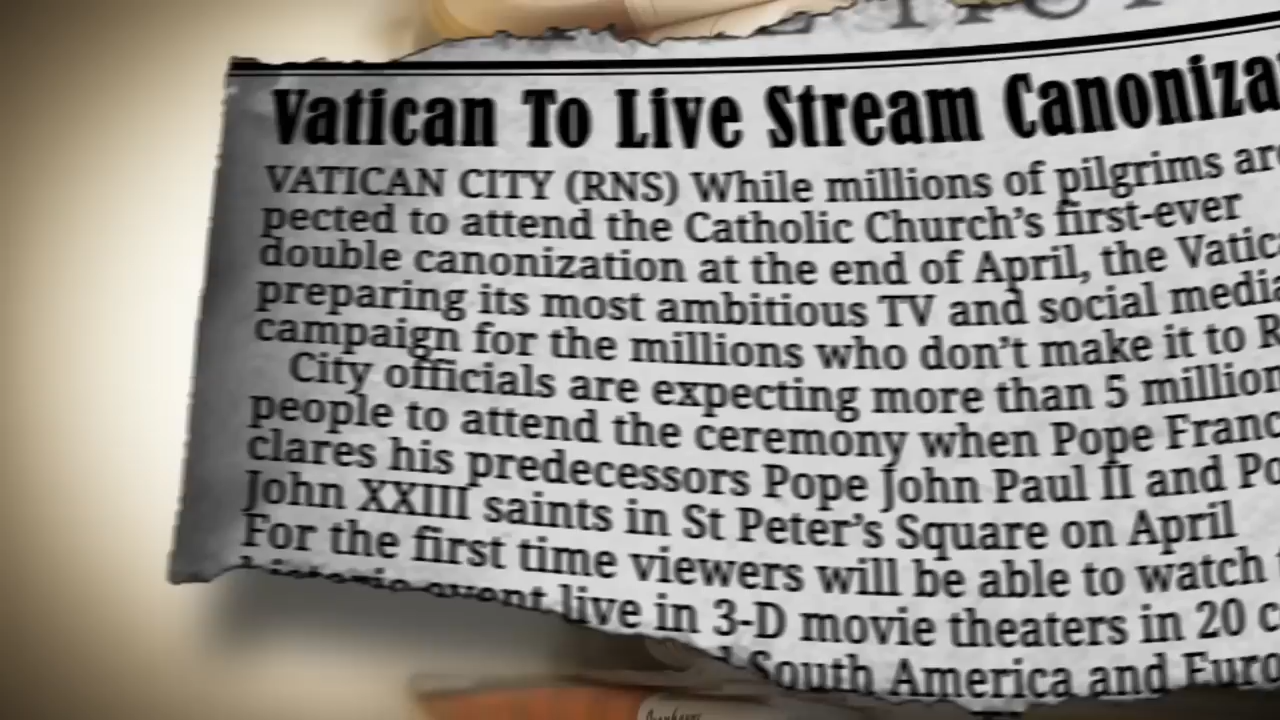 Vatican To Live Stream Canoniza
VATICAN CITY (RNS) While millions of pilgrims are
pected to attend the Catholic Church's first-ever
double canonization at the end of April, the Vatic
preparing its most ambitious TV and social media
campaign for the millions who don't make it to R
City officials are expecting more than 5 million
people to attend the ceremony when Pope Franc
clares his predecessors Pope John Paul II and Po
John XXIII saints in St Peter's Square on April
For the first time viewers will be able to watch
historic event live in 3-D movie theaters in 20 c
South America and Euro